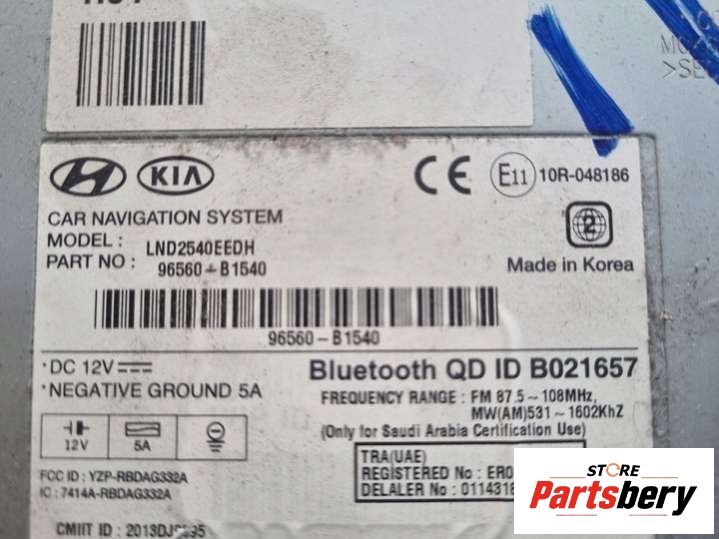 KIA
CE
E11 10R-048186
CAR NAVIGATION SYSTEM
MODEL : LND2540EEDH
PART NO : 96560-B1540
2
Made in Korea
96560-B1540
·DC 12V
·NEGATIVE GROUND 5A
12V 5A
Bluetooth QD ID B021657
FREQUENCY RANGE : FM 87.5~108MHz,
MW(AM)531~1602KhZ
(Only for Saudi Arabia Certification Use)
FCC ID : YZP-RBDAG332A
IC : 7414A-RBDAG332A
TRA(UAE)
REGISTERED No : ER0
DELALER No : 0114318
CMIIT ID :
STORE
Partsbery